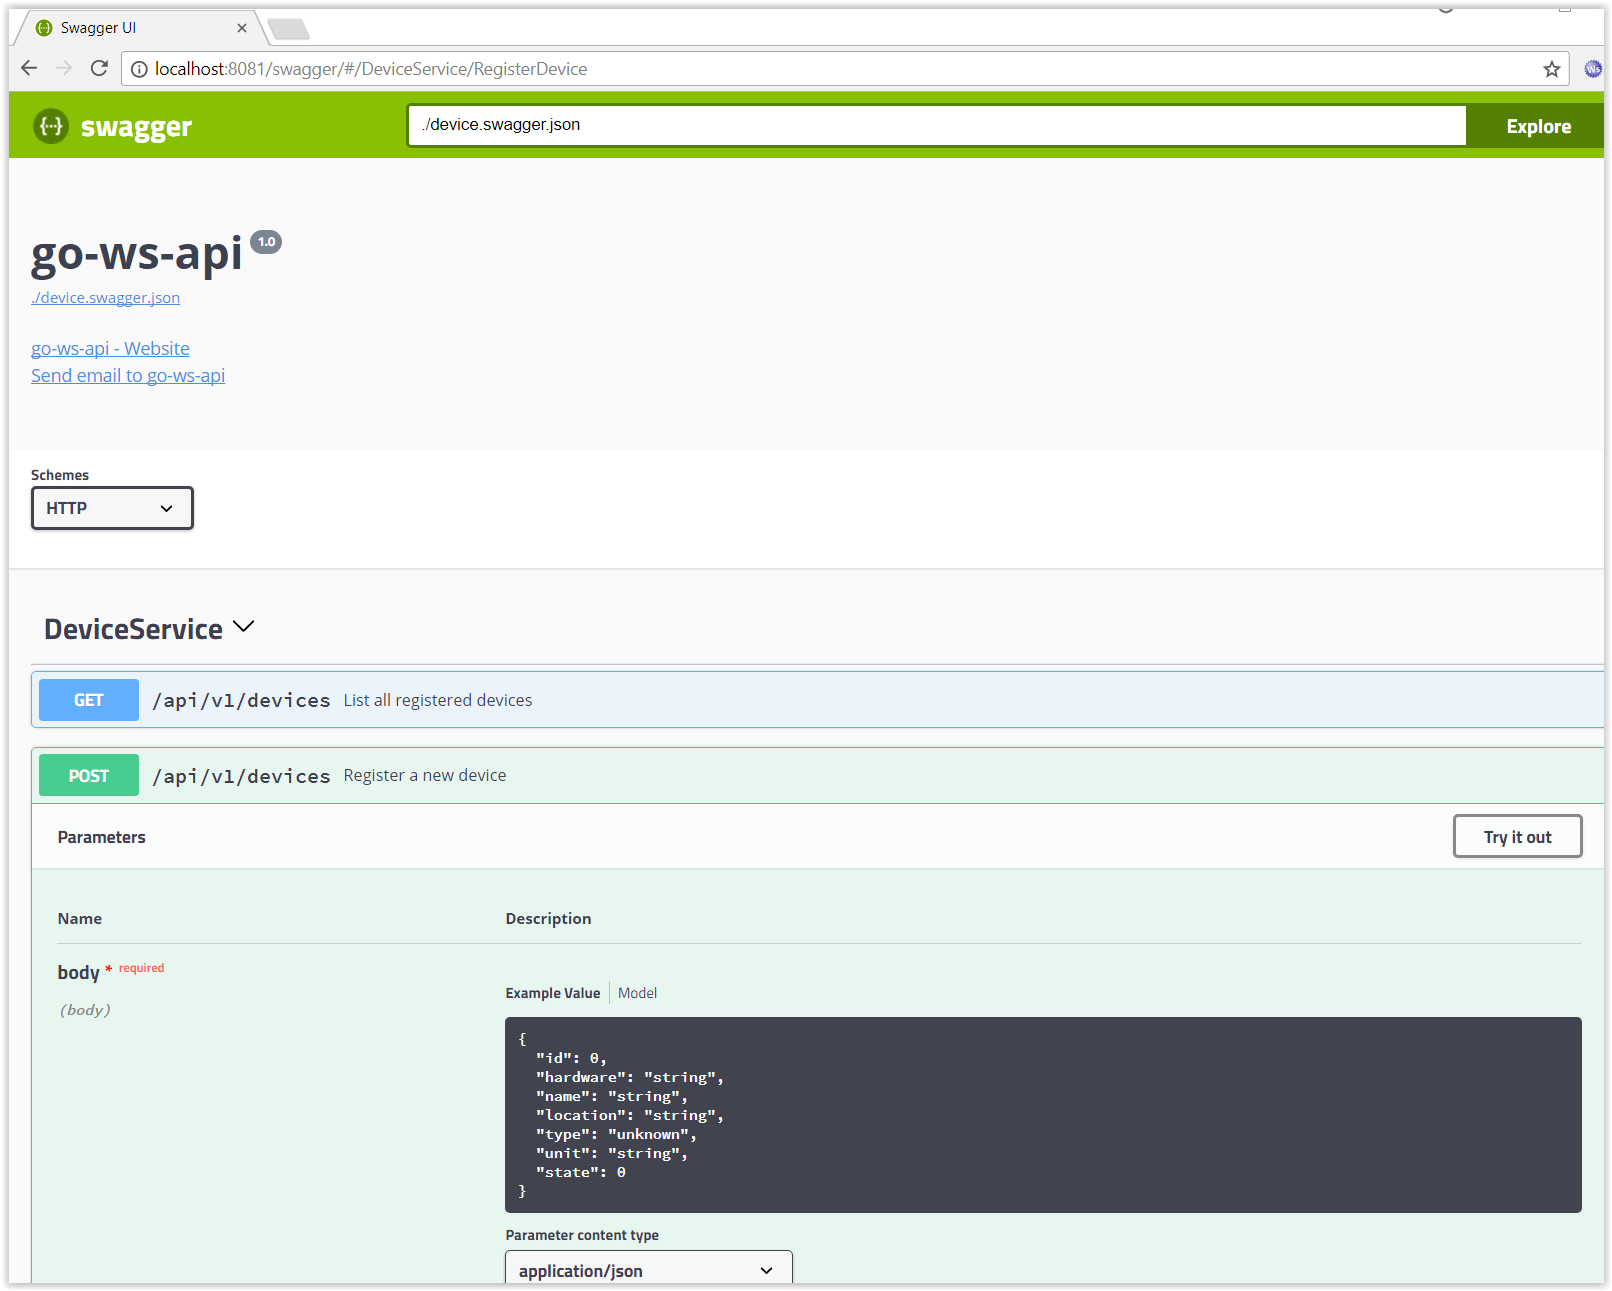 Swagger UI
localhost:8081/swagger/#/DeviceService/RegisterDevice
Ws
{···} swagger
./device.swagger.json
Explore
go-ws-api 1.0
./device.swagger.json
go-ws-api - Website
Send email to go-ws-api
Schemes
HTTP
DeviceService
GET /api/v1/devices List all registered devices
POST /api/v1/devices Register a new device
Parameters
Try it out
Name Description
body * required
(body)
Example Value Model
{
  "id": 0,
  "hardware": "string",
  "name": "string",
  "location": "string",
  "type": "unknown",
  "unit": "string",
  "state": 0
}
Parameter content type
application/json